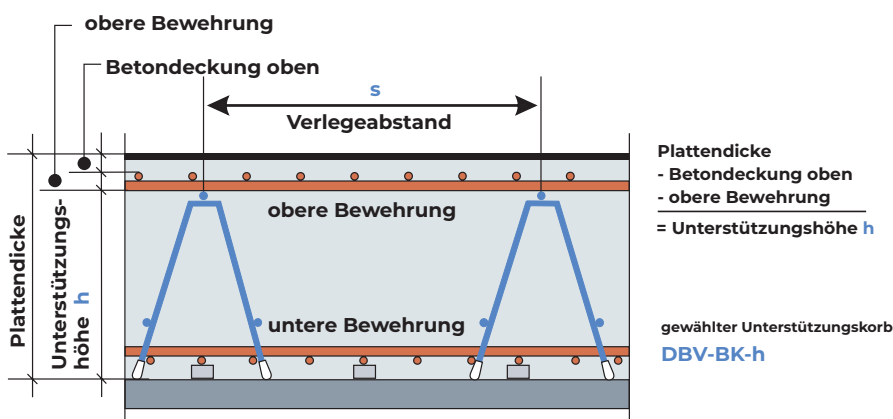 obere Bewehrung
Betondeckung oben
s
Verlegeabstand
Plattendicke
Unterstützungs-
höhe h
obere Bewehrung
untere Bewehrung
Plattendicke
- Betondeckung oben
- obere Bewehrung
= Unterstützungshöhe h
gewählter Unterstützungskorb
DBV-BK-h